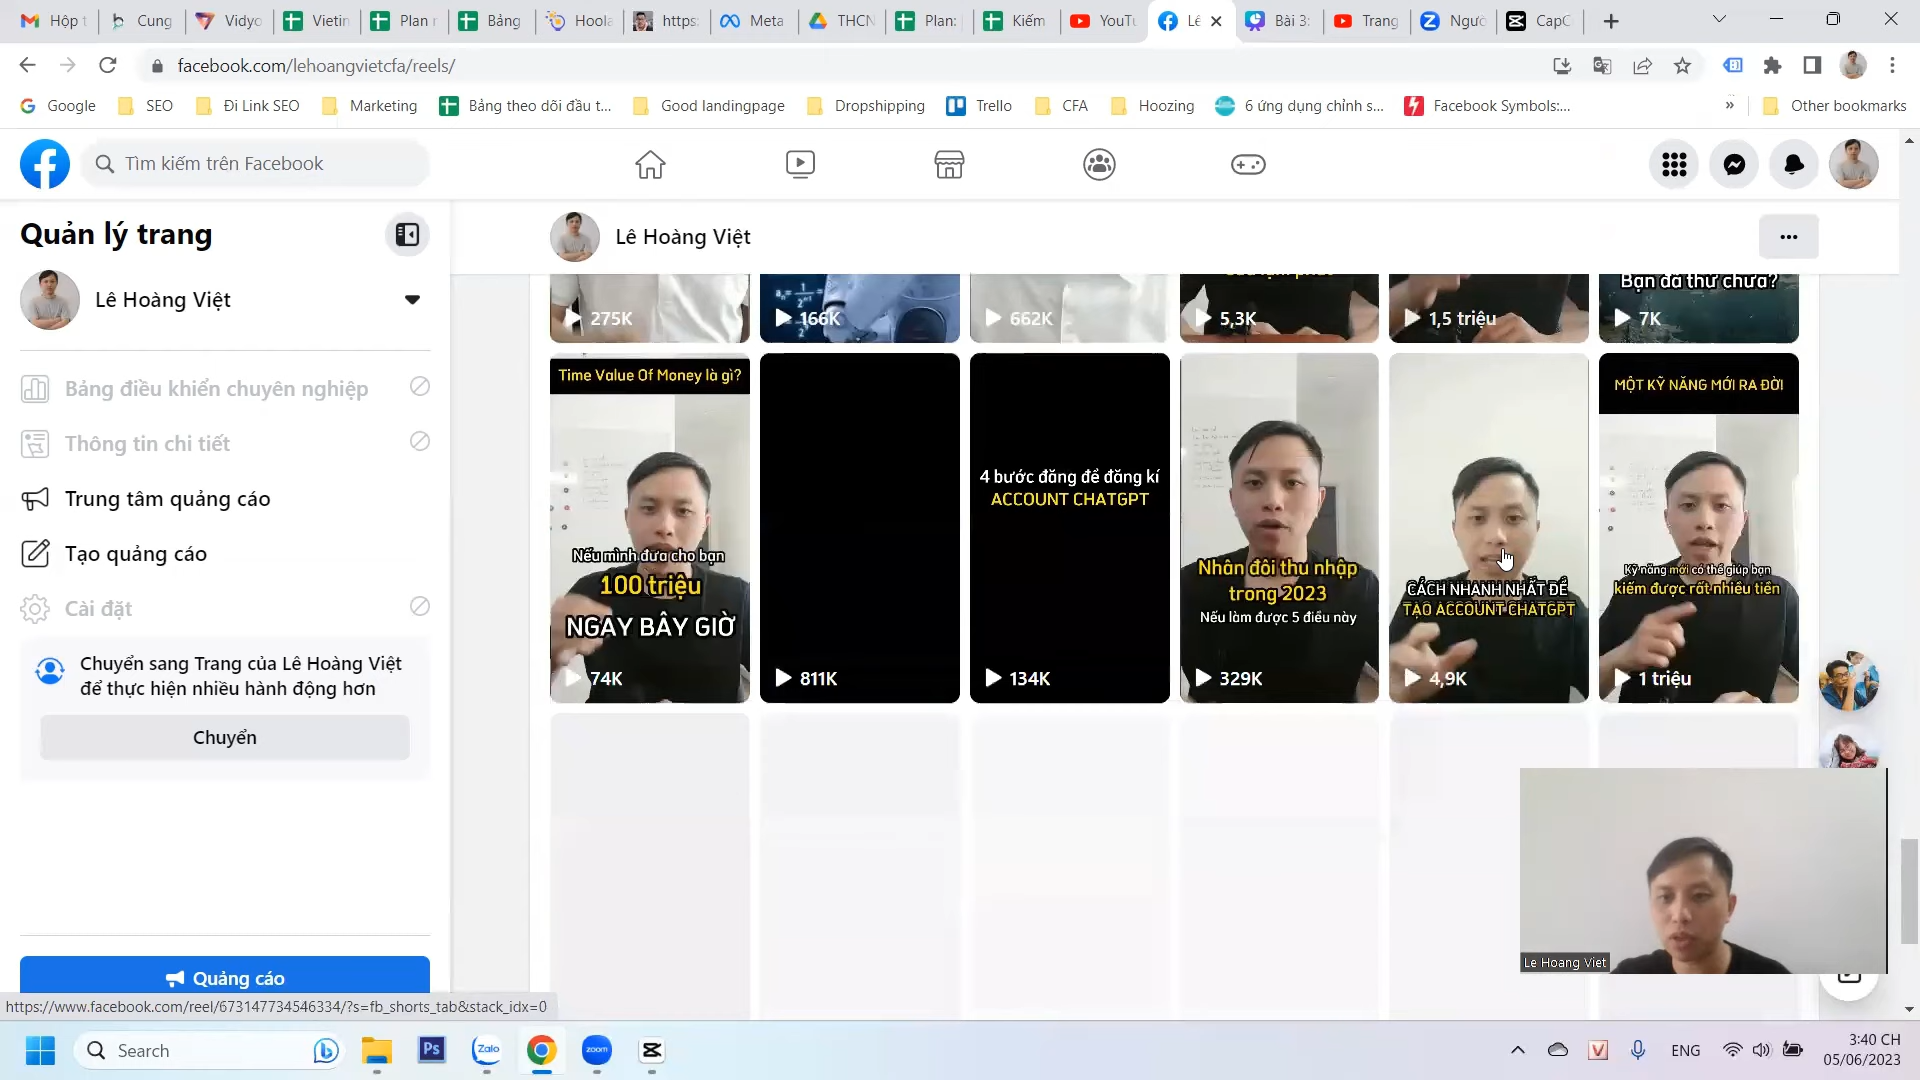 Hộp t
Cung
Vidyo
Vietin
Plan r
Bảng
Hoola
https:
Meta
THCN
Plan:
Kiếm
YouTu
Lê
Bài 3:
Trang
Ngườ
CapC
facebook.com/lehoangvietcfa/reels/
Google
SEO
Đi Link SEO
Marketing
Bảng theo dõi đầu t...
Good landingpage
Dropshipping
Trello
CFA
Hoozing
6 ứng dụng chỉnh s...
Facebook Symbols:...
»
Other bookmarks
Tìm kiếm trên Facebook
Quản lý trang
Lê Hoàng Việt
Lê Hoàng Việt
Bảng điều khiển chuyên nghiệp
Thông tin chi tiết
Trung tâm quảng cáo
Tạo quảng cáo
Cài đặt
Chuyển sang Trang của Lê Hoàng Việt
để thực hiện nhiều hành động hơn
Chuyển
Quảng cáo
https://www.facebook.com/reel/673147734546334/?s=fb_shorts_tab&stack_idx=0
Bạn đã thử chưa?
275K
166K
662K
5,3K
1,5 triệu
7K
Time Value Of Money là gì?
Nếu mình đưa cho bạn
100 triệu
NGAY BÂY GIỜ
74K
811K
4 bước đăng để đăng kí
ACCOUNT CHATGPT
134K
Nhân đôi thu nhập
trong 2023
Nếu làm được 5 điều này
329K
CÁCH NHANH NHẤT ĐỂ
TẠO ACCOUNT CHATGPT
4,9K
MỘT KỸ NĂNG MỚI RA ĐỜI
Kỹ năng mới có thể giúp bạn
kiếm được rất nhiều tiền
1 triệu
Le Hoang Viet
Search
Ps
Zalo
zoom
V
ENG
3:40 CH
05/06/2023